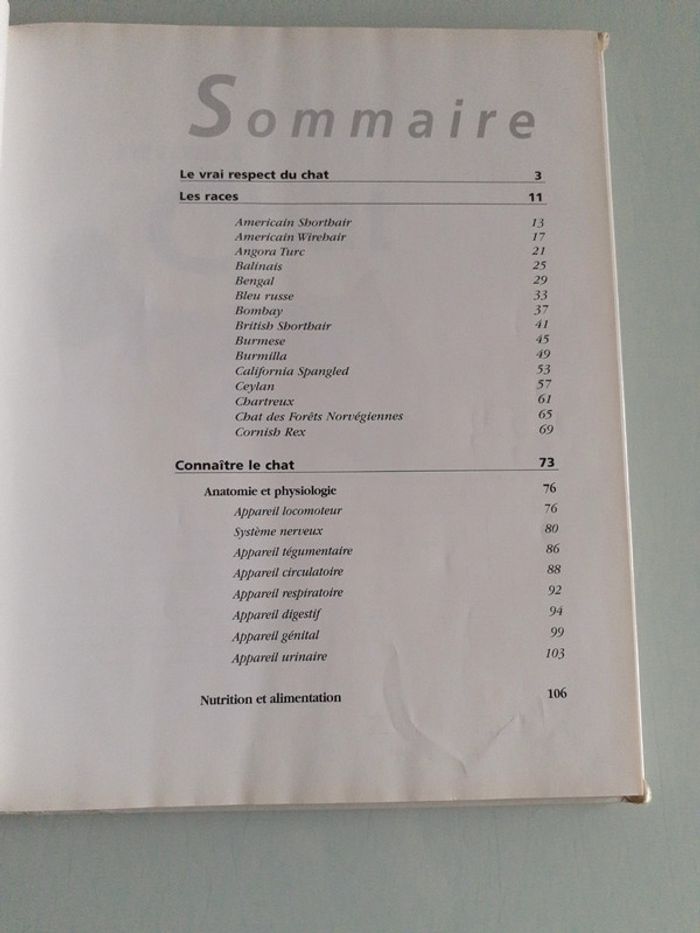 Sommaire
Le vrai respect du chat 3
Les races 11
Americain Shorthair 13
Americain Wirehair 17
Angora Turc 21
Balinais 25
Bengal 29
Bleu russe 33
Bombay 37
British Shorthair 41
Burmese 45
Burmilla 49
California Spangled 53
Ceylan 57
Chartreux 61
Chat des Forêts Norvégiennes 65
Cornish Rex 69
Connaître le chat 73
Anatomie et physiologie 76
Appareil locomoteur 76
Système nerveux 80
Appareil tégumentaire 86
Appareil circulatoire 88
Appareil respiratoire 92
Appareil digestif 94
Appareil génital 99
Appareil urinaire 103
Nutrition et alimentation 106